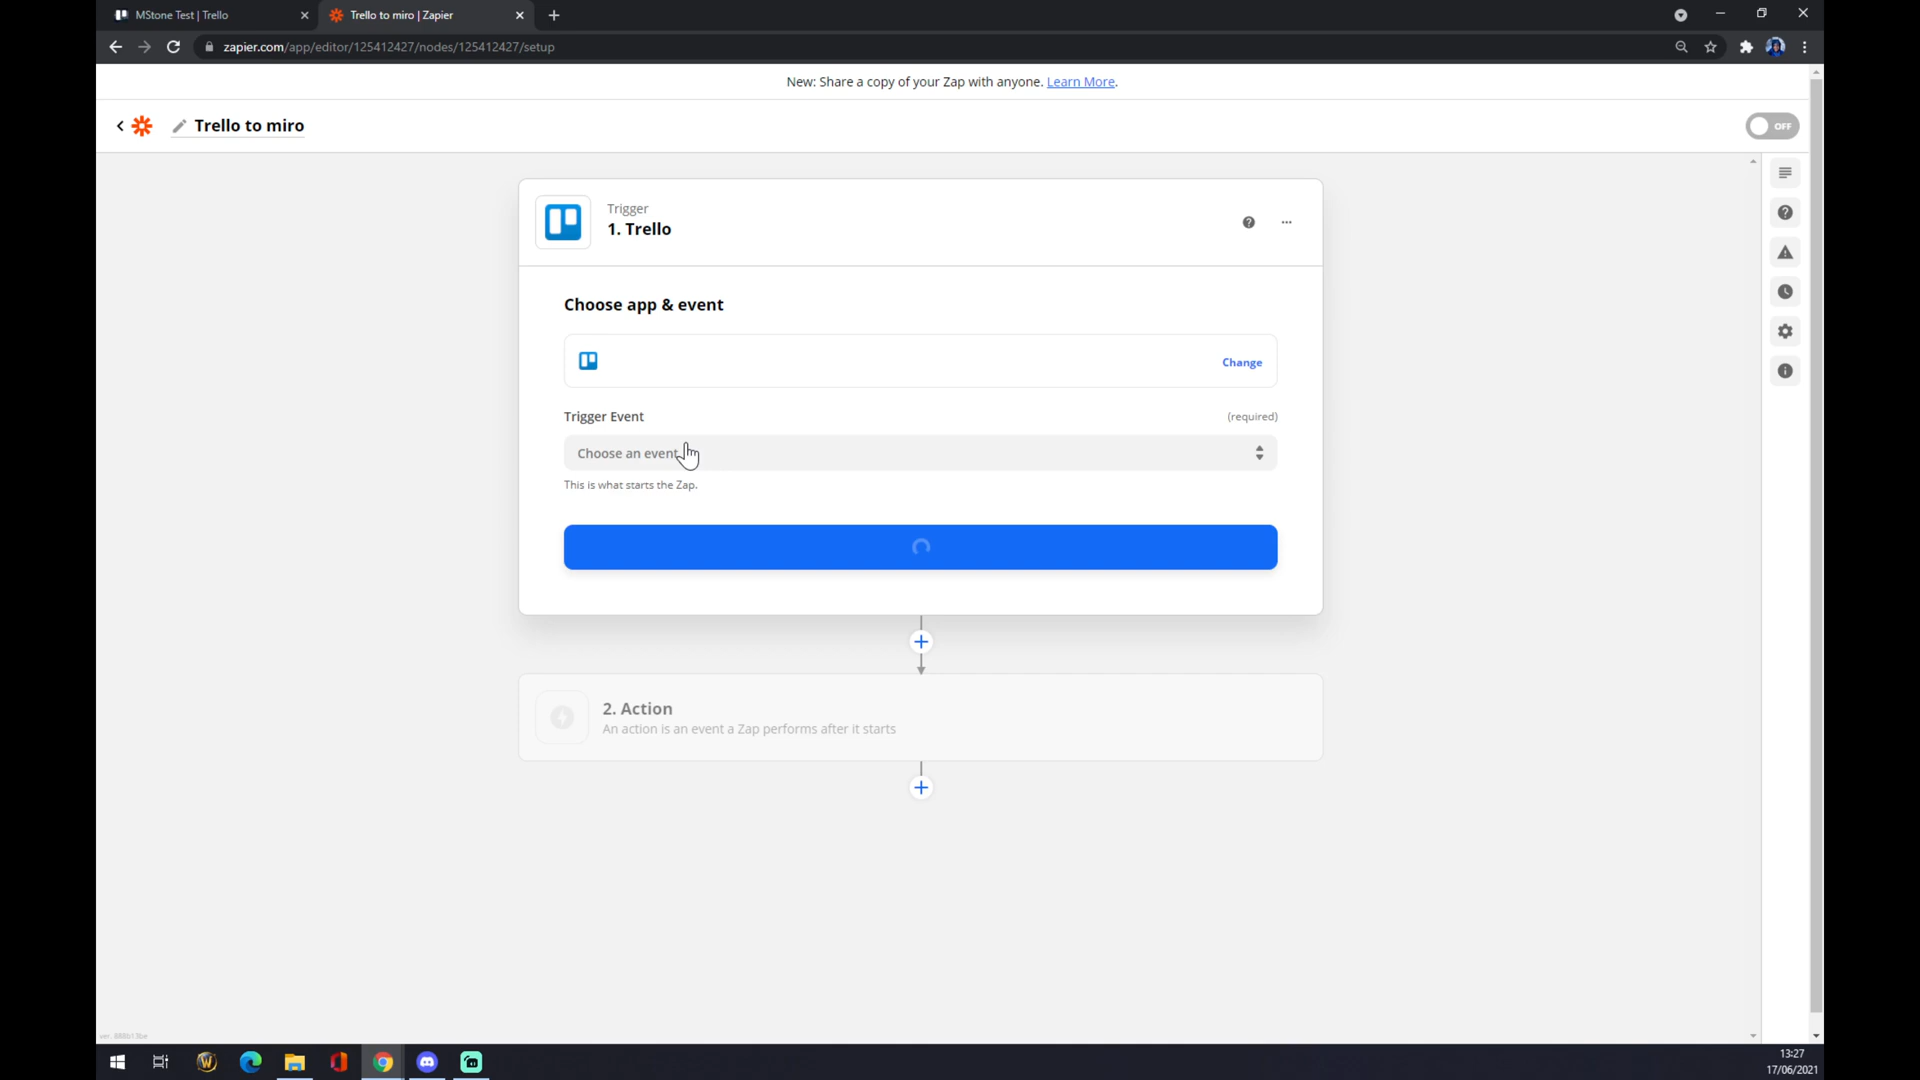 MStone Test | Trello
Trello to miro | Zapier
zapier.com/app/editor/125412427/nodes/125412427/setup
New: Share a copy of your Zap with anyone. Learn More.
Trello to miro
OFF
Trigger
1. Trello
Choose app & event
Change
Trigger Event
(required)
Choose an event
This is what starts the Zap.
2. Action
An action is an event a Zap performs after it starts
13:27
17/06/2021